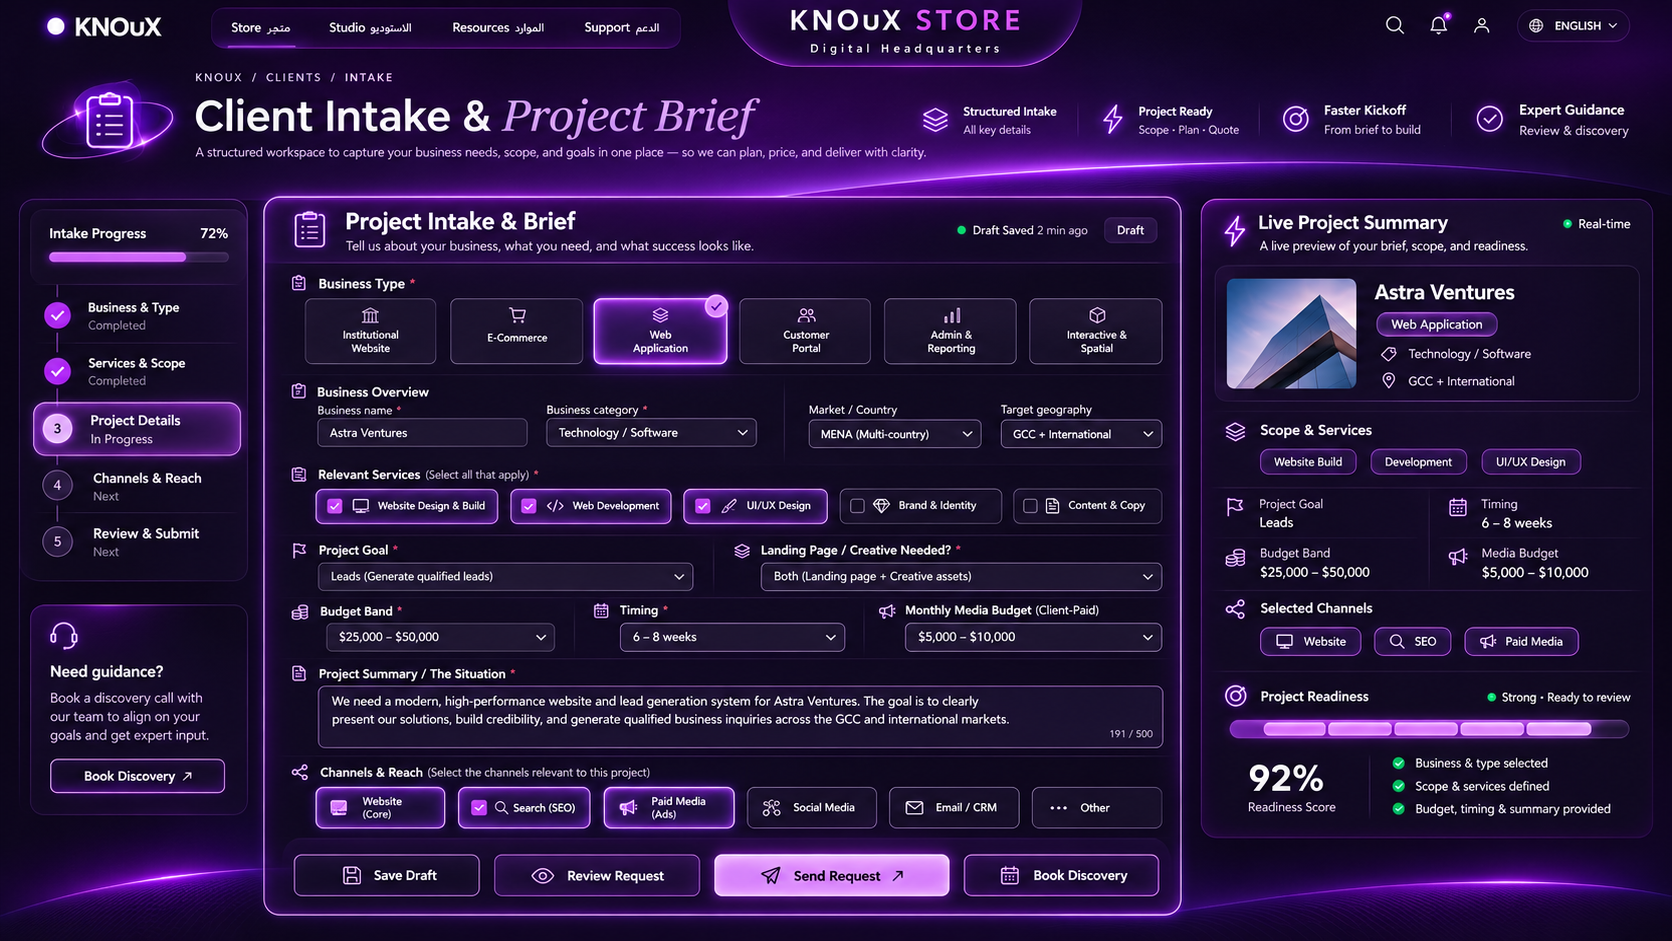 KNOuX
Store متجر
Studio الاستوديو
Resources الموارد
Support الدعم
KNOuX STORE
Digital Headquarters
ENGLISH
KNOUX / CLIENTS / INTAKE
Client Intake & Project Brief
A structured workspace to capture your business needs, scope, and goals in one place — so we can plan, price, and deliver with clarity.
Structured Intake
All key details
Project Ready
Scope • Plan • Quote
Faster Kickoff
From brief to build
Expert Guidance
Review & discovery
Intake Progress 72%
Business & Type
Completed
Services & Scope
Completed
3
Project Details
In Progress
4
Channels & Reach
Next
5
Review & Submit
Next
Need guidance?
Book a discovery call with
our team to align on your
goals and get expert input.
Book Discovery ↗
Project Intake & Brief
Tell us about your business, what you need, and what success looks like.
Draft Saved 2 min ago
Draft
Business Type *
Institutional
Website
E-Commerce
Web
Application
Customer
Portal
Admin &
Reporting
Interactive &
Spatial
Business Overview
Business name *
Astra Ventures
Business category *
Technology / Software
Market / Country
MENA (Multi-country)
Target geography
GCC + International
Relevant Services (Select all that apply) *
Website Design & Build
Web Development
UI/UX Design
Brand & Identity
Content & Copy
Project Goal *
Leads (Generate qualified leads)
Landing Page / Creative Needed? *
Both (Landing page + Creative assets)
Budget Band *
$25,000 – $50,000
Timing *
6 – 8 weeks
Monthly Media Budget (Client-Paid)
$5,000 – $10,000
Project Summary / The Situation *
We need a modern, high-performance website and lead generation system for Astra Ventures. The goal is to clearly
present our solutions, build credibility, and generate qualified business inquiries across the GCC and international markets.
191 / 500
Channels & Reach (Select the channels relevant to this project)
Website
(Core)
Search (SEO)
Paid Media
(Ads)
Social Media
Email / CRM
Other
Save Draft
Review Request
Send Request ↗
Book Discovery
Live Project Summary
Real-time
A live preview of your brief, scope, and readiness.
Astra Ventures
Web Application
Technology / Software
GCC + International
Scope & Services
Website Build
Development
UI/UX Design
Project Goal
Leads
Timing
6 – 8 weeks
Budget Band
$25,000 – $50,000
Media Budget
$5,000 – $10,000
Selected Channels
Website
SEO
Paid Media
Project Readiness
Strong • Ready to review
92%
Readiness Score
Business & type selected
Scope & services defined
Budget, timing & summary provided